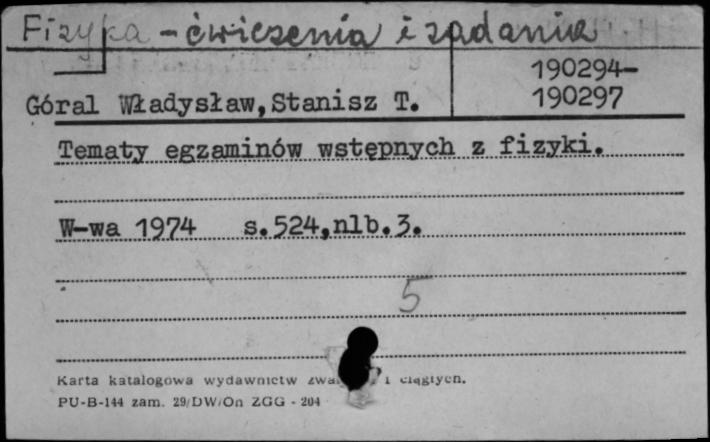 Fizyka - ćwiczenia i zadania
190294-
190297
Góral Władysław, Stanisz T.
Tematy egzaminów wstępnych z fizyki.
W-wa 1974 s.524,nlb.3.
5
Karta katalogowa wydawnictw i ciągłych.
PU-B-144 zam. 29/DW/On ZGG - 204